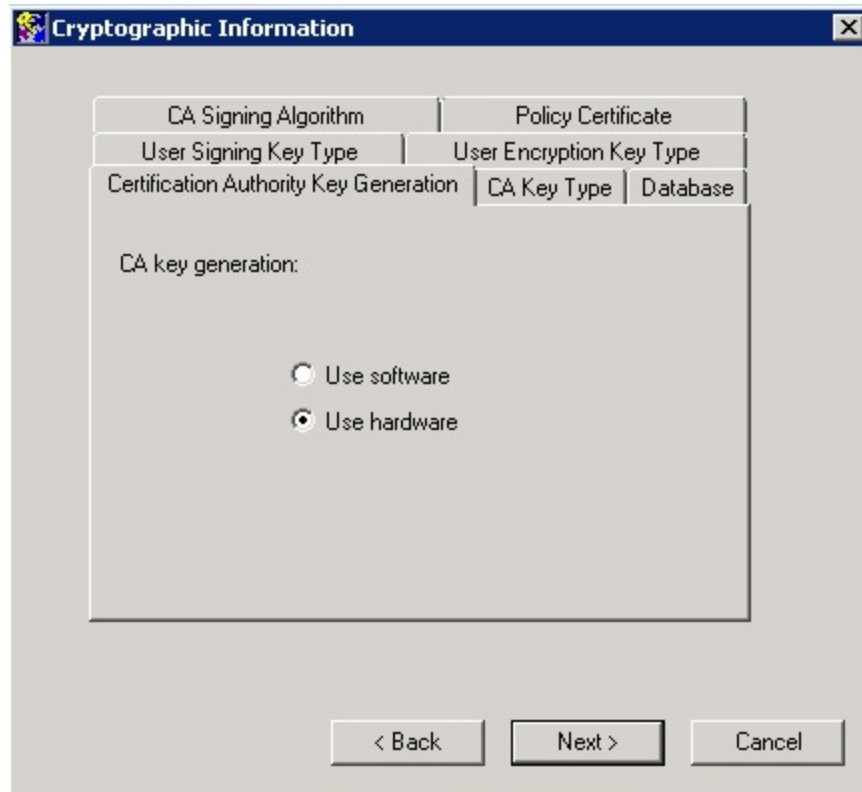 Cryptographic Information
CA Signing Algorithm Policy Certificate
User Signing Key Type User Encryption Key Type
Certification Authority Key Generation CA Key Type Database
CA key generation:
Use software
Use hardware
< Back Next > Cancel